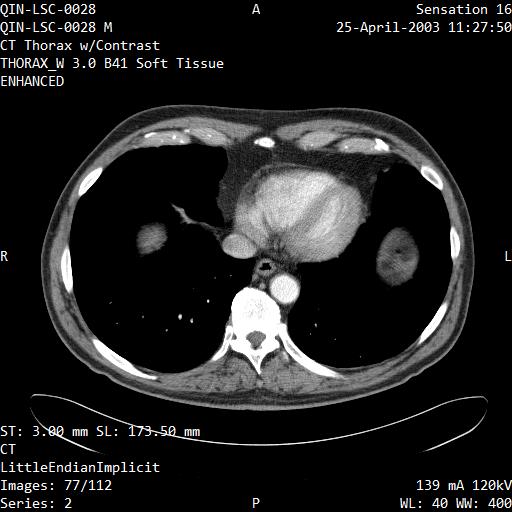 QIN-LSC-0028
A
Sensation 16
QIN-LSC-0028 M
25-April-2003 11:27:50
CT Thorax w/Contrast
THORAX_W 3.0 B41 Soft Tissue
ENHANCED
R
L
ST: 3.00 mm SL: 173.50 mm
CT
LittleEndianImplicit
Images: 77/112
139 mA 120kV
Series: 2
P
WL: 40 WW: 400